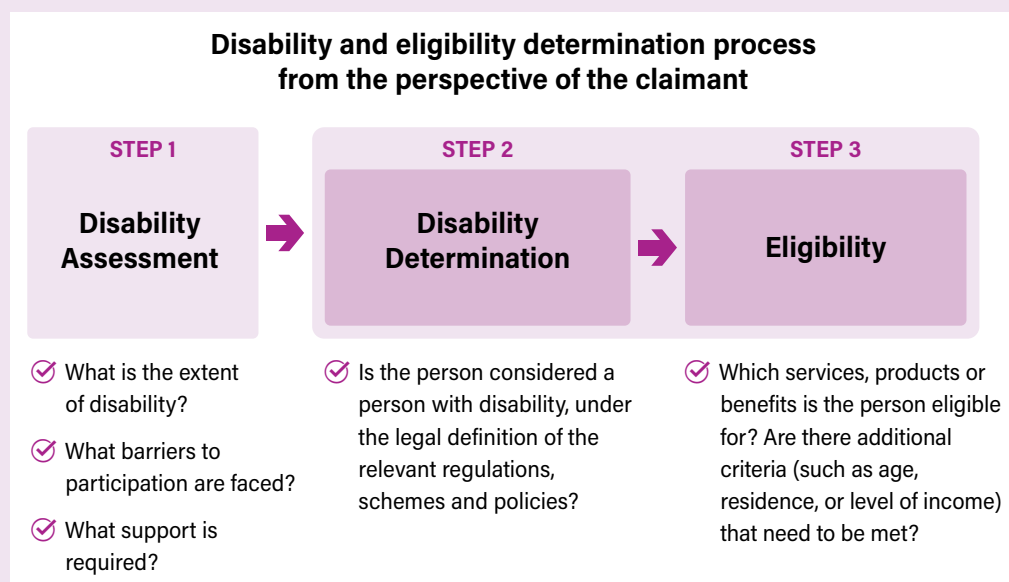 Disability and eligibility determination process
from the perspective of the claimant
STEP 1
Disability
Assessment
What is the extent
of disability?
What barriers to
participation are faced?
What support is
required?
STEP 2
Disability
Determination
Is the person considered a
person with disability, under
the legal definition of the
relevant regulations,
schemes and policies?
STEP 3
Eligibility
Which services, products or
benefits is the person eligible
for? Are there additional
criteria (such as age,
residence, or level of income)
that need to be met?